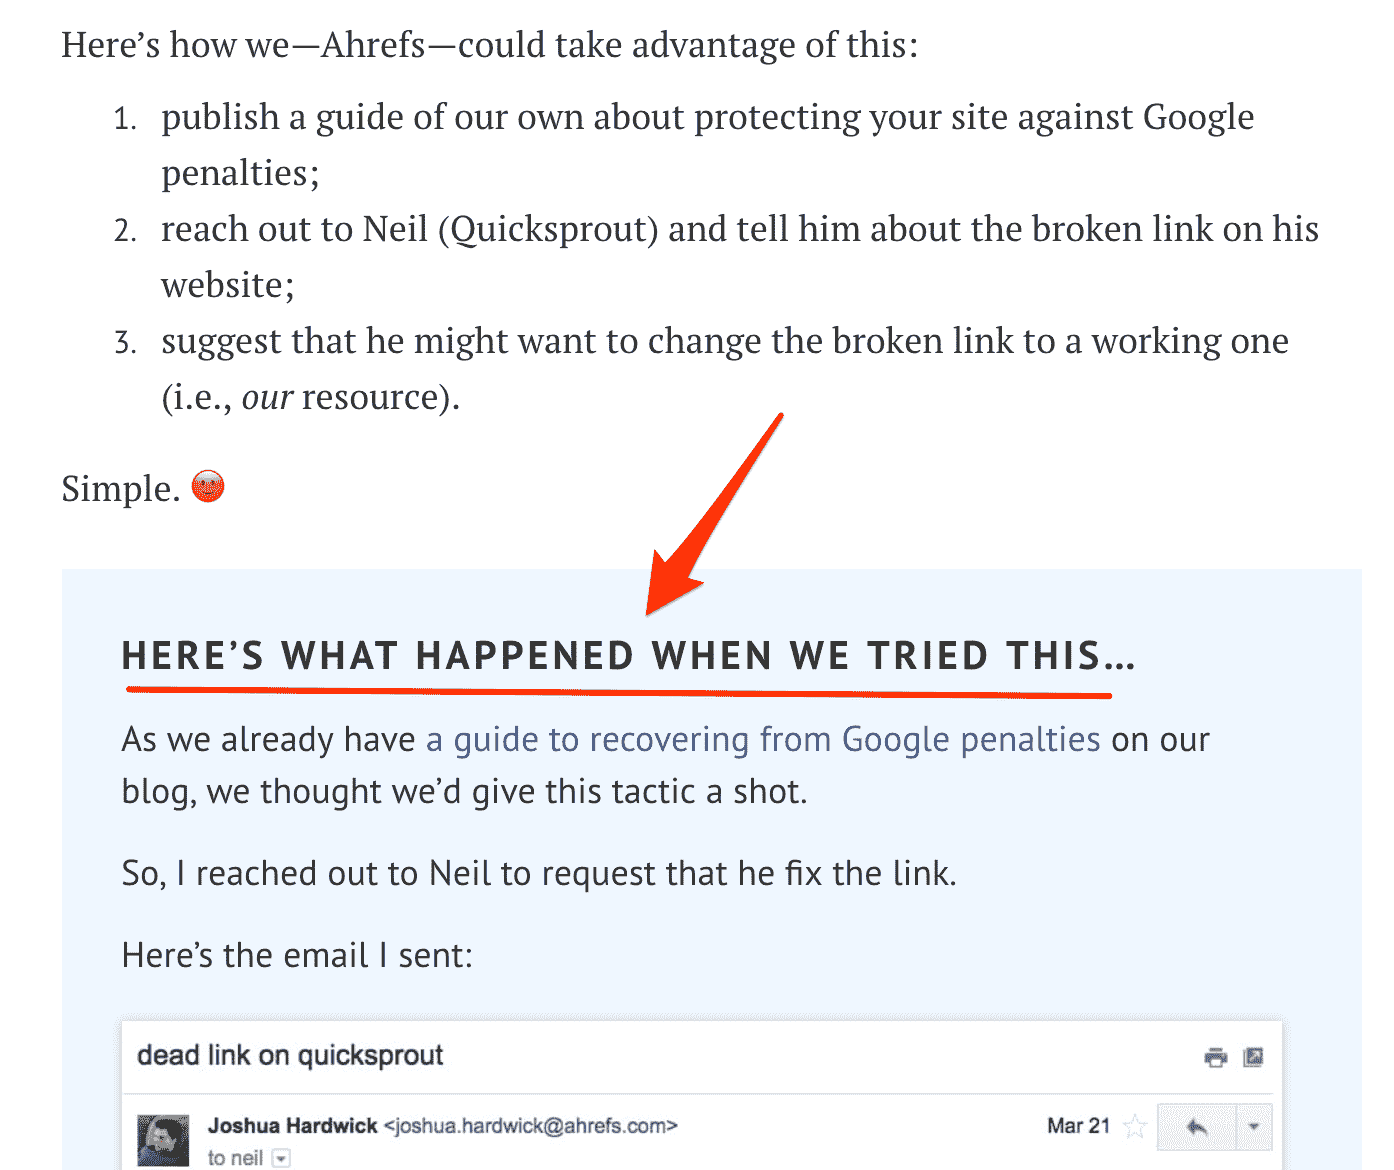 Here’s how we—Ahrefs—could take advantage of this:
1. publish a guide of our own about protecting your site against Google
penalties;
2. reach out to Neil (Quicksprout) and tell him about the broken link on his
website;
3. suggest that he might want to change the broken link to a working one
(i.e., our resource).
Simple.
HERE’S WHAT HAPPENED WHEN WE TRIED THIS…
As we already have a guide to recovering from Google penalties on our
blog, we thought we’d give this tactic a shot.
So, I reached out to Neil to request that he fix the link.
Here’s the email I sent:
dead link on quicksprout
Joshua Hardwick <joshua.hardwick@ahrefs.com> Mar 21
to neil